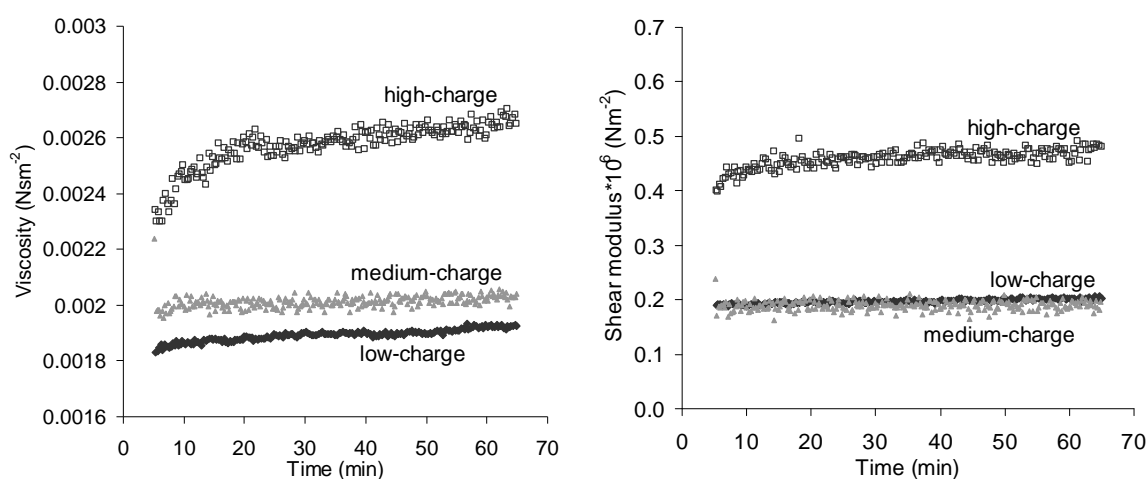 0.003
0.0028
0.0026
0.0024
0.0022
0.002
0.0018
0.0016
Viscosity (Nsm⁻²)
high-charge
medium-charge
low-charge
0 10 20 30 40 50 60 70
Time (min)
0.7
0.6
0.5
0.4
0.3
0.2
0.1
0.0
Shear modulus*10⁶ (Nm⁻²)
high-charge
low-charge
medium-charge
0 10 20 30 40 50 60 70
Time (min)